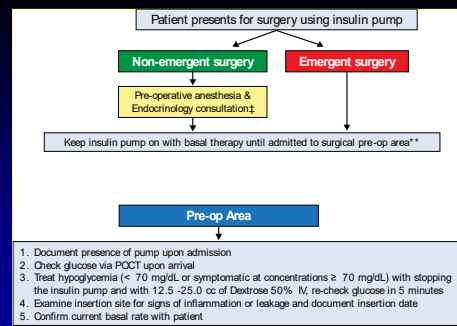 Patient presents for surgery using insulin pump
Non-emergent surgery
Emergent surgery
Pre-operative anesthesia &
Endocrinology consultation‡
Keep insulin pump on with basal therapy until admitted to surgical pre-op area**
Pre-op Area
1. Document presence of pump upon admission
2. Check glucose via POCT upon arrival
3. Treat hypoglycemia (< 70 mg/dL or symptomatic at concentrations ≥ 70 mg/dL) with stopping
the insulin pump and with 12.5 -25.0 cc of Dextrose 50% IV, re-check glucose in 5 minutes
4. Examine insertion site for signs of inflammation or leakage and document insertion date
5. Confirm current basal rate with patient